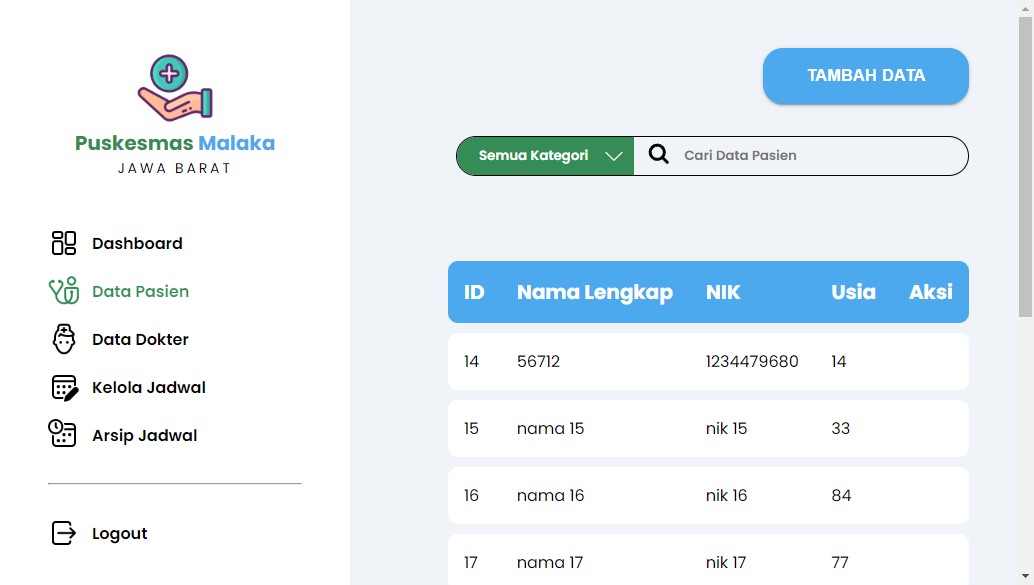 Puskesmas Malaka
JAWA BARAT
Dashboard
Data Pasien
Data Dokter
Kelola Jadwal
Arsip Jadwal
Logout
TAMBAH DATA
Semua Kategori Cari Data Pasien
ID Nama Lengkap NIK Usia Aksi
14 56712 1234479680 14
15 nama 15 nik 15 33
16 nama 16 nik 16 84
17 nama 17 nik 17 77